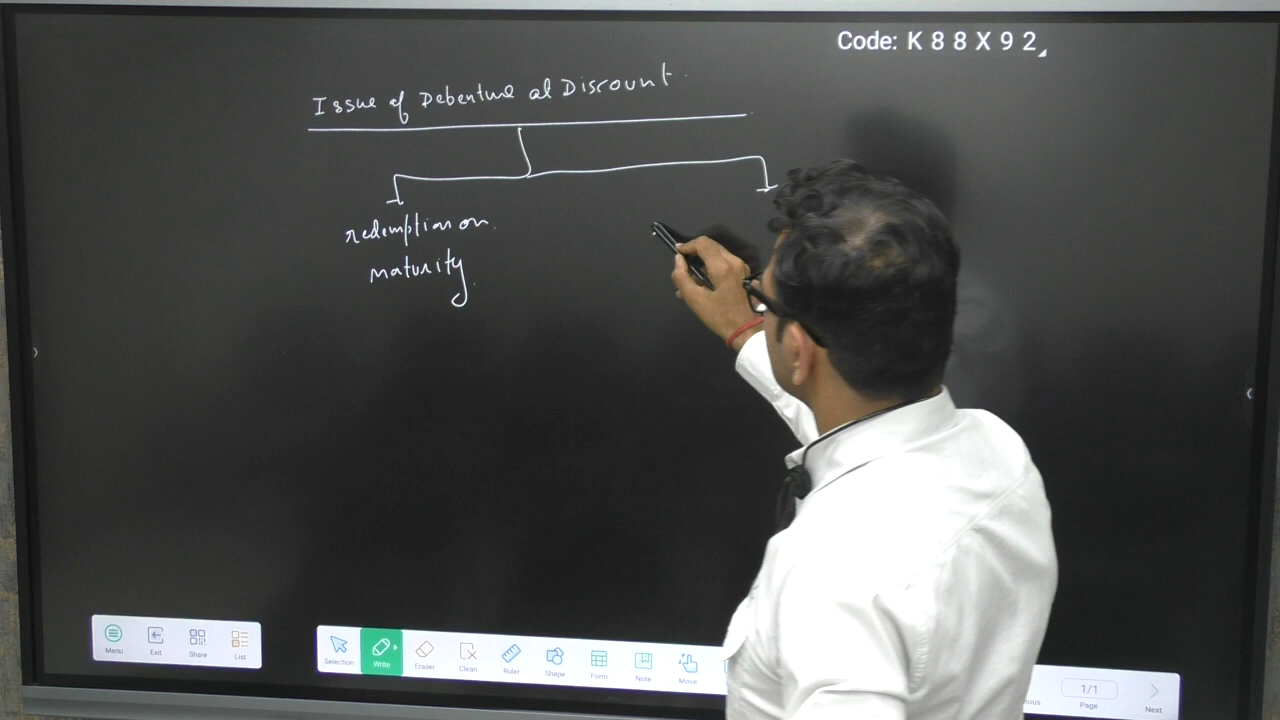 Code: K 8 8 X 9 2
Issue of Debenture at Discount
redemption on
maturity
Menu
Exit
Share
List
Selection
Write
Eraser
Clean
Ruler
Shape
Form
Note
Move
1/1
Page
Next